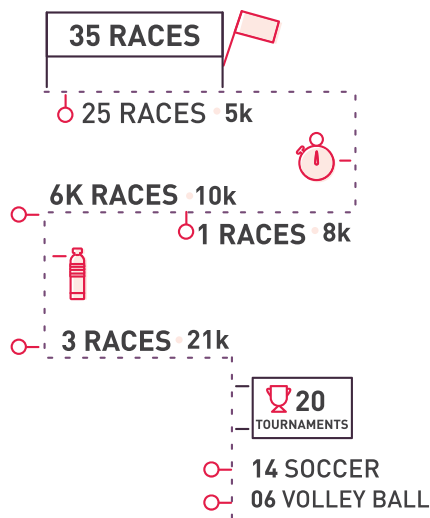 35 RACES
25 RACES • 5k
6K RACES • 10k
1 RACES • 8k
3 RACES • 21k
20
TOURNAMENTS
14 SOCCER
06 VOLLEY BALL